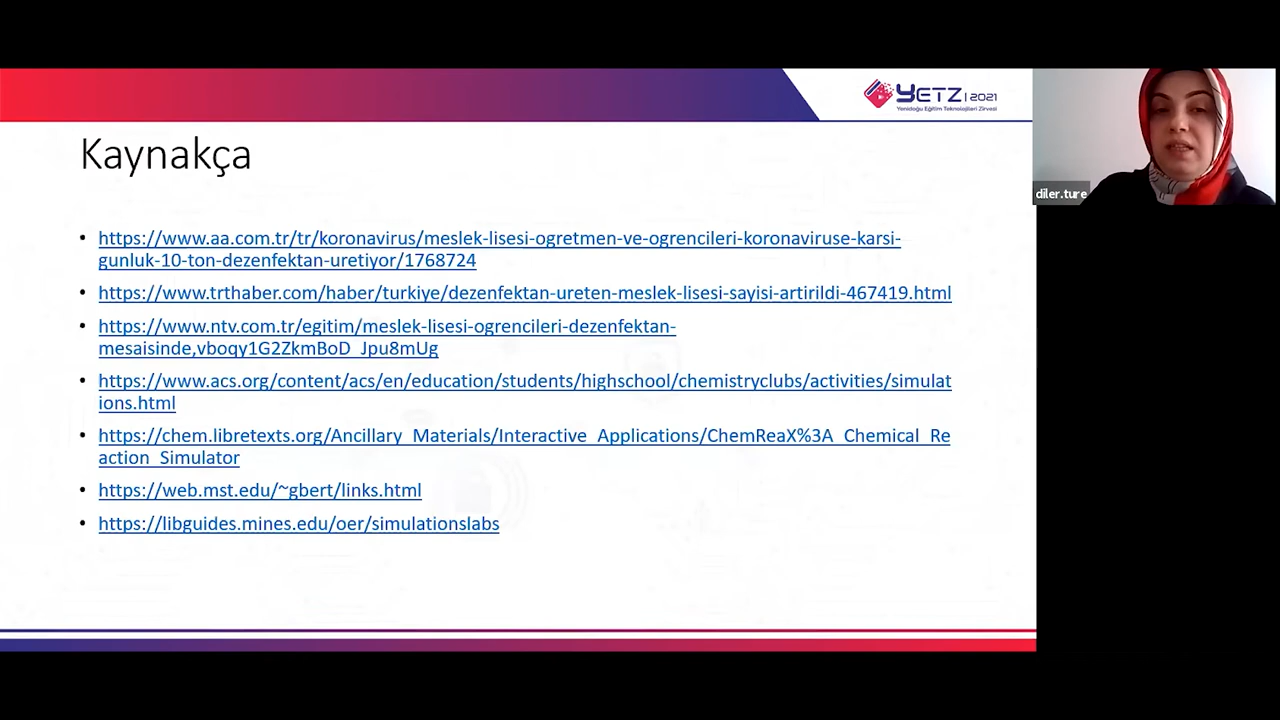 YETZ | 2021
Yenidoğu Eğitim Teknolojileri Zirvesi
diler.ture
Kaynakça
• https://www.aa.com.tr/tr/koronavirus/meslek-lisesi-ogretmen-ve-ogrencileri-koronaviruse-karsi-
gunluk-10-ton-dezenfektan-uretiyor/1768724
• https://www.trthaber.com/haber/turkiye/dezenfektan-ureten-meslek-lisesi-sayisi-artirildi-467419.html
• https://www.ntv.com.tr/egitim/meslek-lisesi-ogrencileri-dezenfektan-
mesaisinde,vboqy1G2ZkmBoD_Jpu8mUg
• https://www.acs.org/content/acs/en/education/students/highschool/chemistryclubs/activities/simulat
ions.html
• https://chem.libretexts.org/Ancillary_Materials/Interactive_Applications/ChemReaX%3A_Chemical_Re
action_Simulator
• https://web.mst.edu/~gbert/links.html
• https://libguides.mines.edu/oer/simulationslabs